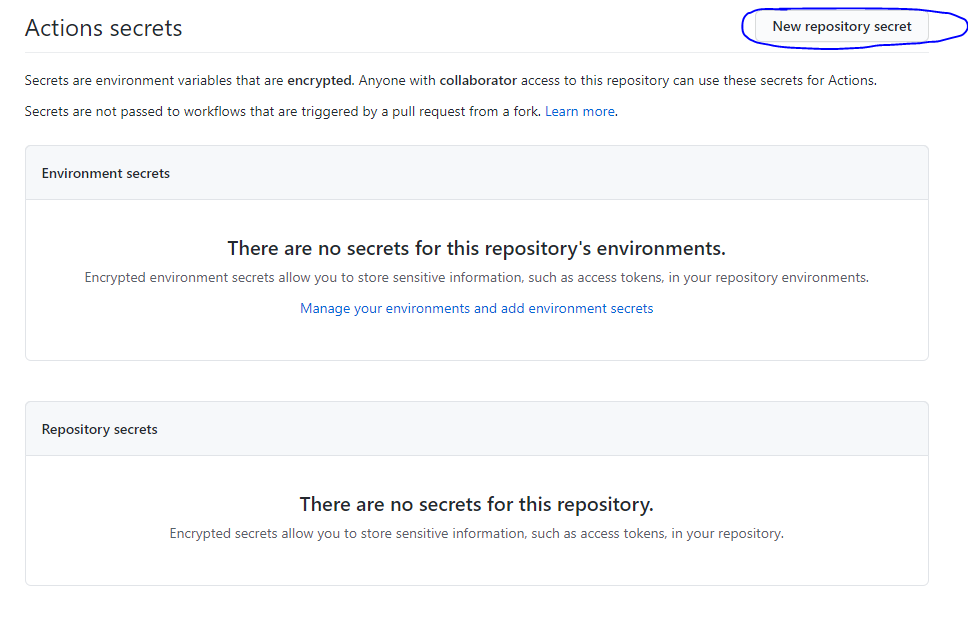 Actions secrets
New repository secret
Secrets are environment variables that are encrypted. Anyone with collaborator access to this repository can use these secrets for Actions.
Secrets are not passed to workflows that are triggered by a pull request from a fork. Learn more.
Environment secrets
There are no secrets for this repository's environments.
Encrypted environment secrets allow you to store sensitive information, such as access tokens, in your repository environments.
Manage your environments and add environment secrets
Repository secrets
There are no secrets for this repository.
Encrypted secrets allow you to store sensitive information, such as access tokens, in your repository.